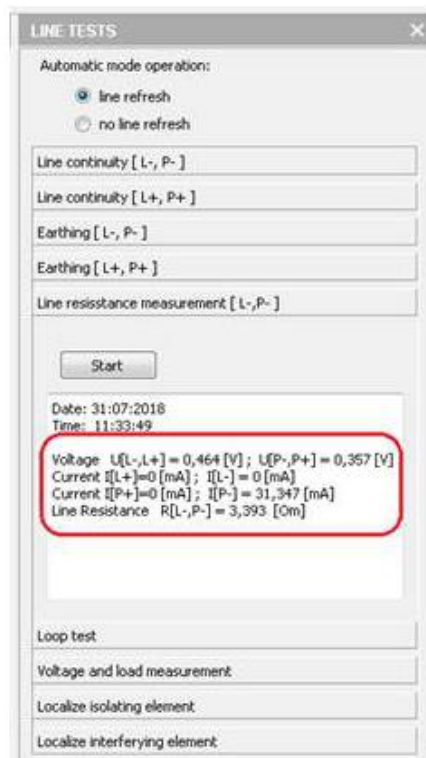 LINE TESTS
Automatic mode operation:
line refresh
no line refresh
Line continuity [ L-, P- ]
Line continuity [ L+, P+ ]
Earthing [ L-, P- ]
Earthing [ L+, P+ ]
Line resisstance measurement [ L-,P- ]
Start
Date: 31:07:2018
Time: 11:33:49
Voltage U[L-,L+] = 0,464 [V] ; U[P-,P+] = 0,357 [V]
Current I[L+]=0 [mA] ; I[L-] = 0 [mA]
Current I[P+]=0 [mA] ; I[P-] = 31,347 [mA]
Line Resistance R[L-,P-] = 3,393 [Om]
Loop test
Voltage and load measurement
Localize isolating element
Localize interferying element